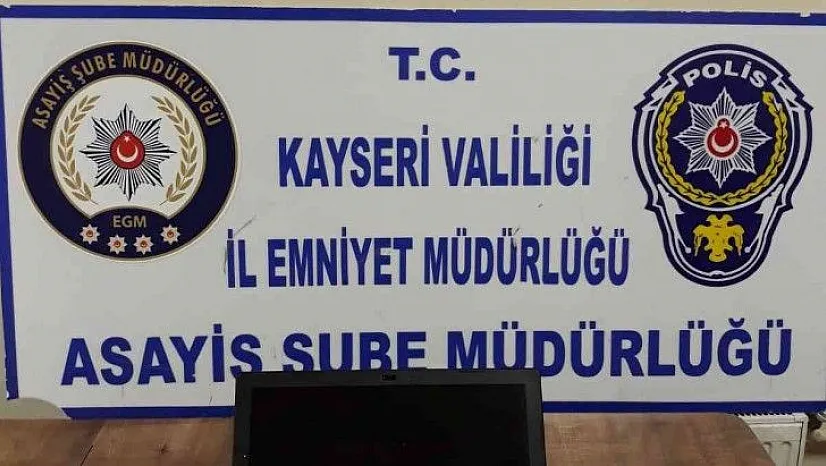 ASAYİŞ ŞUBE MÜDÜRLÜĞÜ
EGM
T.C.
KAYSERİ VALİLİĞİ
İL EMNİYET MÜDÜRLÜĞÜ
ASAYİŞ ŞUBE MÜDÜRLÜĞÜ
POLİS